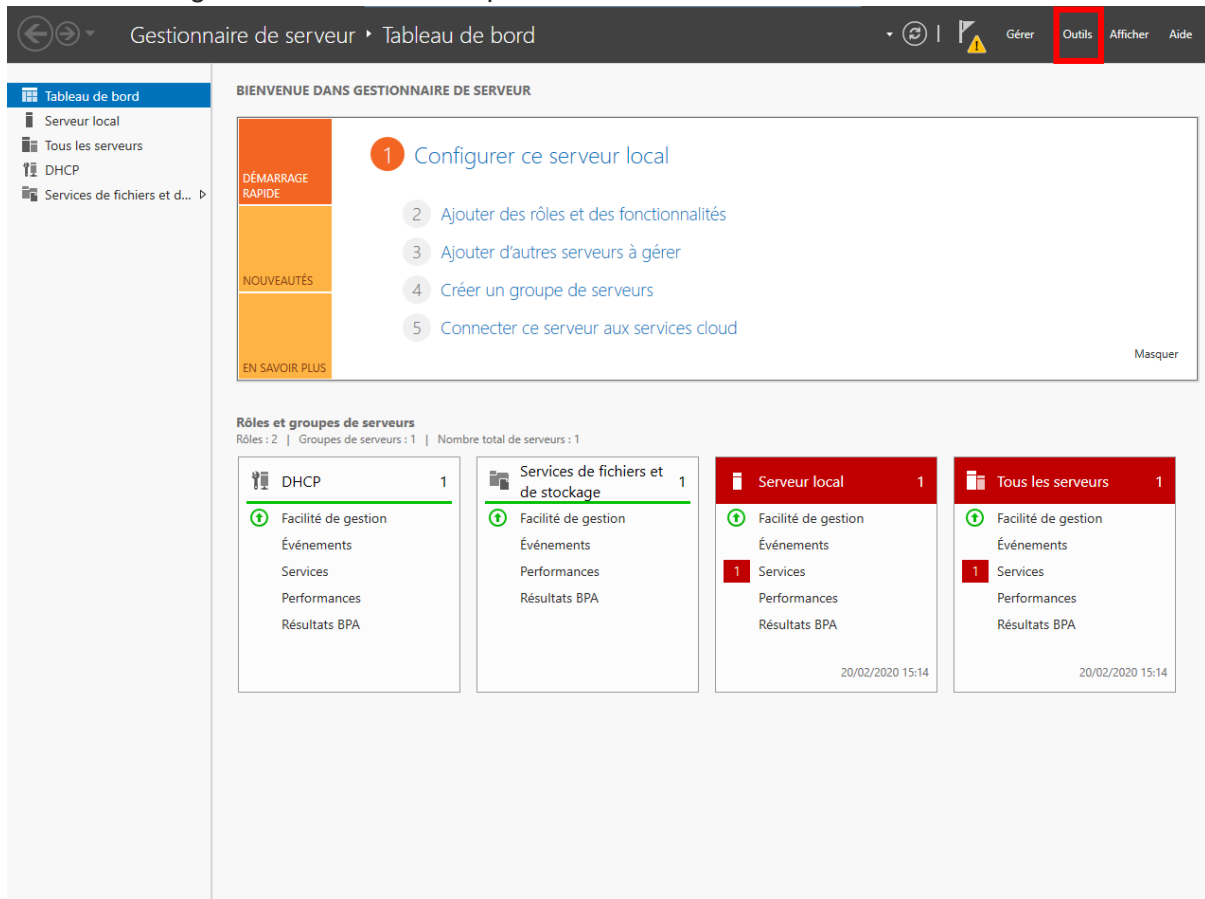 Gestionnaire de serveur ‣ Tableau de bord
Gérer Outils Afficher Aide
Tableau de bord
Serveur local
Tous les serveurs
DHCP
Services de fichiers et d...
BIENVENUE DANS GESTIONNAIRE DE SERVEUR
DÉMARRAGE
RAPIDE
NOUVEAUTÉS
EN SAVOIR PLUS
1 Configurer ce serveur local
2 Ajouter des rôles et des fonctionnalités
3 Ajouter d'autres serveurs à gérer
4 Créer un groupe de serveurs
5 Connecter ce serveur aux services cloud
Masquer
Rôles et groupes de serveurs
Rôles : 2 | Groupes de serveurs : 1 | Nombre total de serveurs : 1
DHCP 1
Facilité de gestion
Événements
Services
Performances
Résultats BPA
Services de fichiers et
de stockage 1
Facilité de gestion
Événements
Performances
Résultats BPA
Serveur local 1
Facilité de gestion
Événements
1 Services
Performances
Résultats BPA
20/02/2020 15:14
Tous les serveurs 1
Facilité de gestion
Événements
1 Services
Performances
Résultats BPA
20/02/2020 15:14